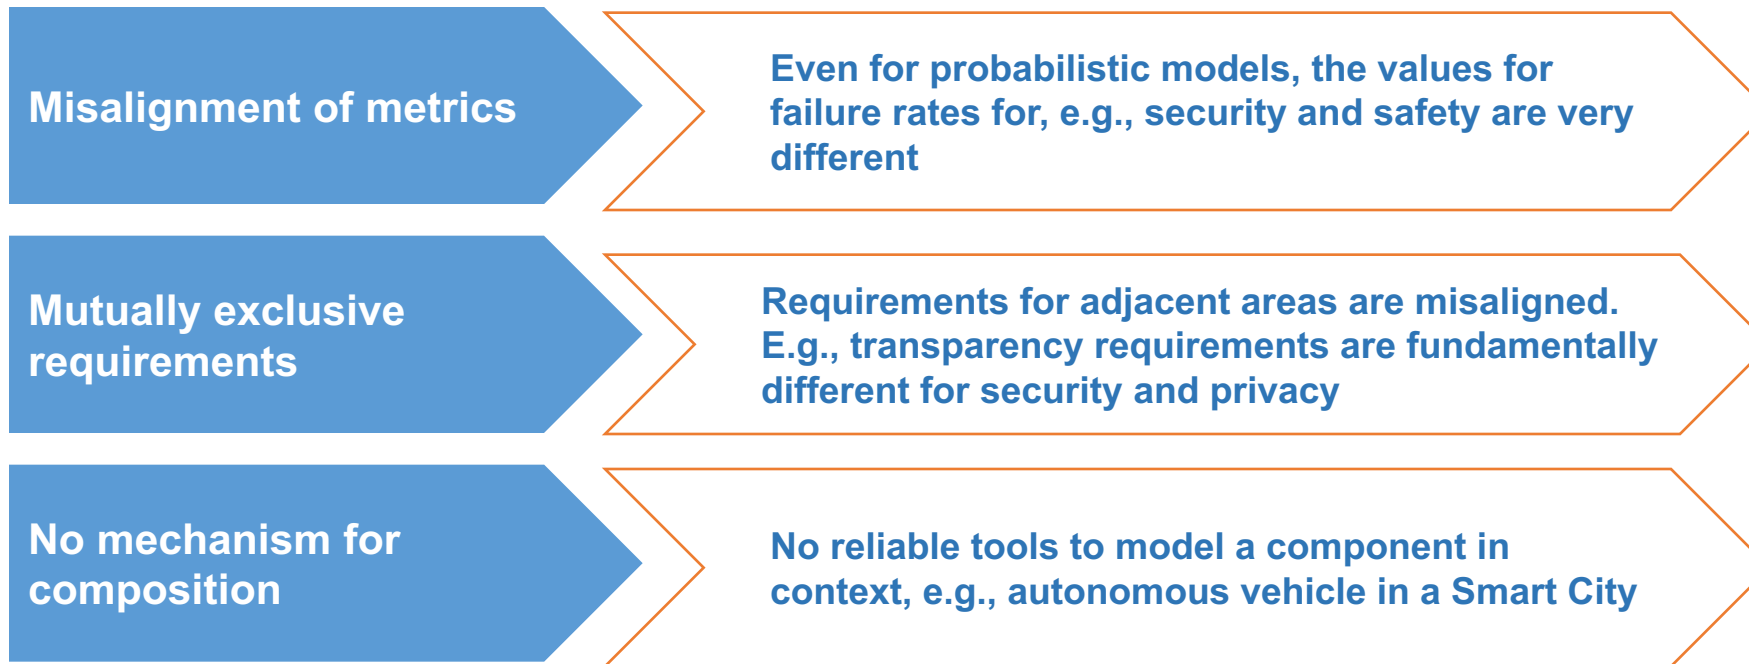 Misalignment of metrics
Even for probabilistic models, the values for
failure rates for, e.g., security and safety are very
different
Mutually exclusive
requirements
Requirements for adjacent areas are misaligned.
E.g., transparency requirements are fundamentally
different for security and privacy
No mechanism for
composition
No reliable tools to model a component in
context, e.g., autonomous vehicle in a Smart City